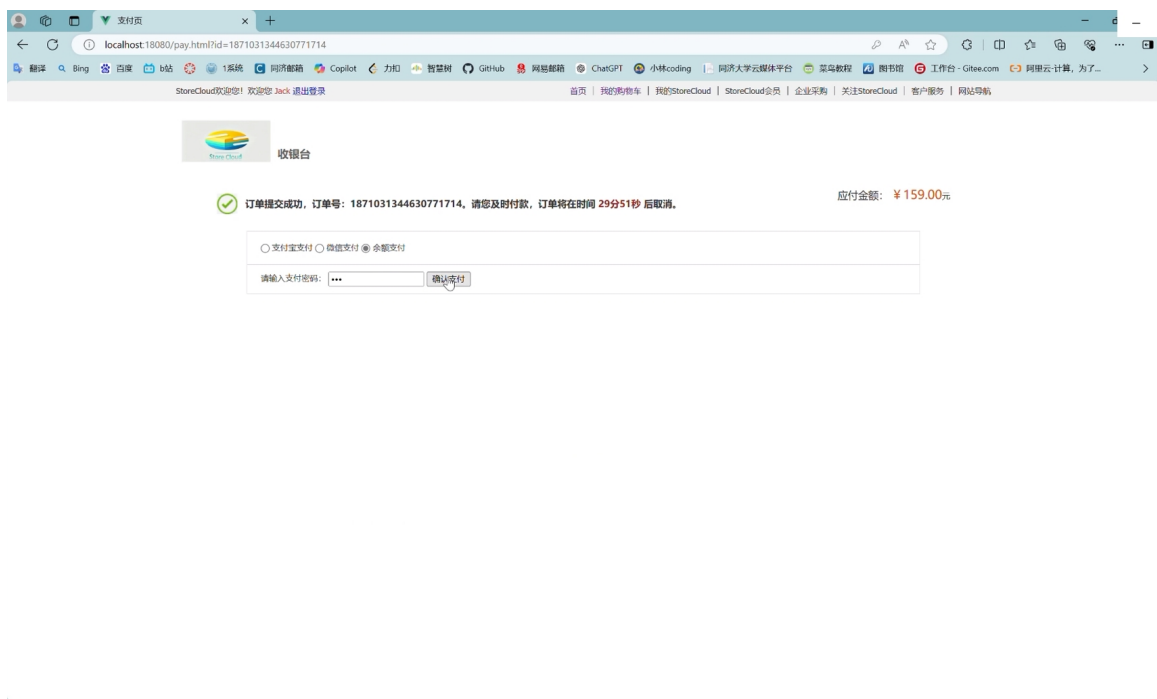 支付页
localhost:18080/pay.html?id=1871031344630771714
翻译 Bing 百度 b站 1系统 同济邮箱 Copilot 力扣 智慧树 GitHub 网易邮箱 ChatGPT 小林coding 同济大学云媒体平台 菜鸟教程 图书馆 工作台 - Gitee.com 阿里云-计算，为了...
StoreCloud欢迎您！欢迎您 Jack 退出登录 首页 | 我的购物车 | 我的StoreCloud | StoreCloud会员 | 企业采购 | 关注StoreCloud | 客户服务 | 网站导航
Store Cloud 收银台
应付金额： ￥159.00元
订单提交成功，订单号：1871031344630771714。请您及时付款，订单将在时间 29分51秒 后取消。
支付宝支付 微信支付 余额支付
请输入支付密码： ••• 确认支付